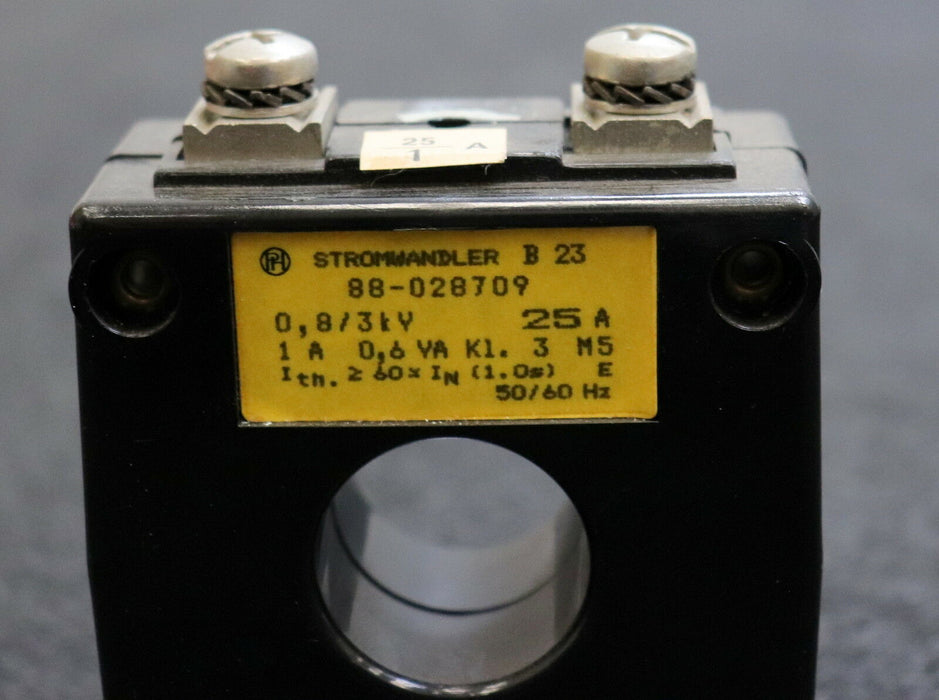 25
1 A
PH STROMWANDLER B 23
88-028709
0,8/3kV 25 A
1 A 0,6 VA Kl. 3 M5
Ith. ≥ 60× IN (1.0s) E
50/60 Hz